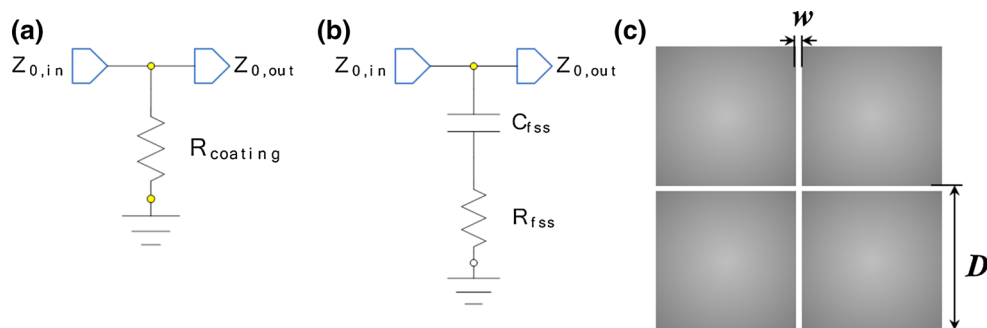 (a)
Z0,in
Z0,out
Rcoating
(b)
Z0,in
Z0,out
Cfss
Rfss
(c)
w
D